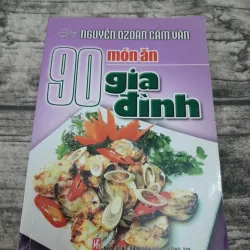 NGUYỄN DZOÃN CẨM VÂN
90 món ăn
gia
đình